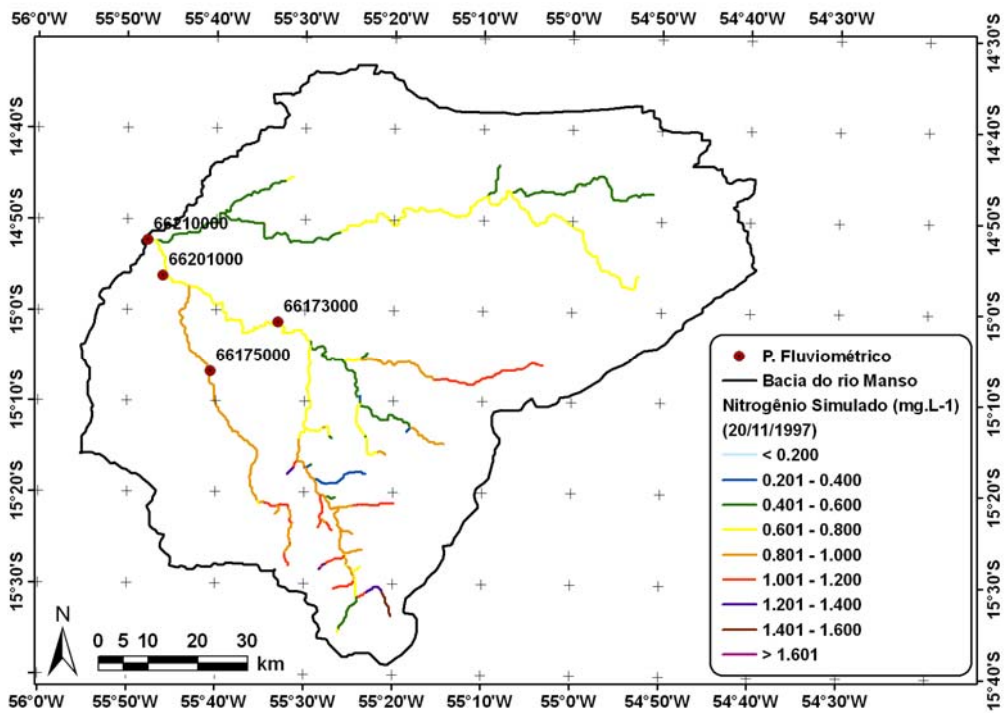 56°0'W 55°50'W 55°40'W 55°30'W 55°20'W 55°10'W 55°0'W 54°50'W 54°40'W 54°30'W
14°30'S
14°40'S 14°40'S
14°50'S 14°50'S
15°0'S 15°0'S
15°10'S 15°10'S
15°20'S 15°20'S
15°30'S 15°30'S
15°40'S
66210000
66201000
66173000
66175000
P. Fluviométrico
Bacia do rio Manso
Nitrogênio Simulado (mg.L-1)
(20/11/1997)
< 0.200
0.201 - 0.400
0.401 - 0.600
0.601 - 0.800
0.801 - 1.000
1.001 - 1.200
1.201 - 1.400
1.401 - 1.600
> 1.601
N
0 5 10 20 30
km
56°0'W 55°50'W 55°40'W 55°30'W 55°20'W 55°10'W 55°0'W 54°50'W 54°40'W 54°30'W